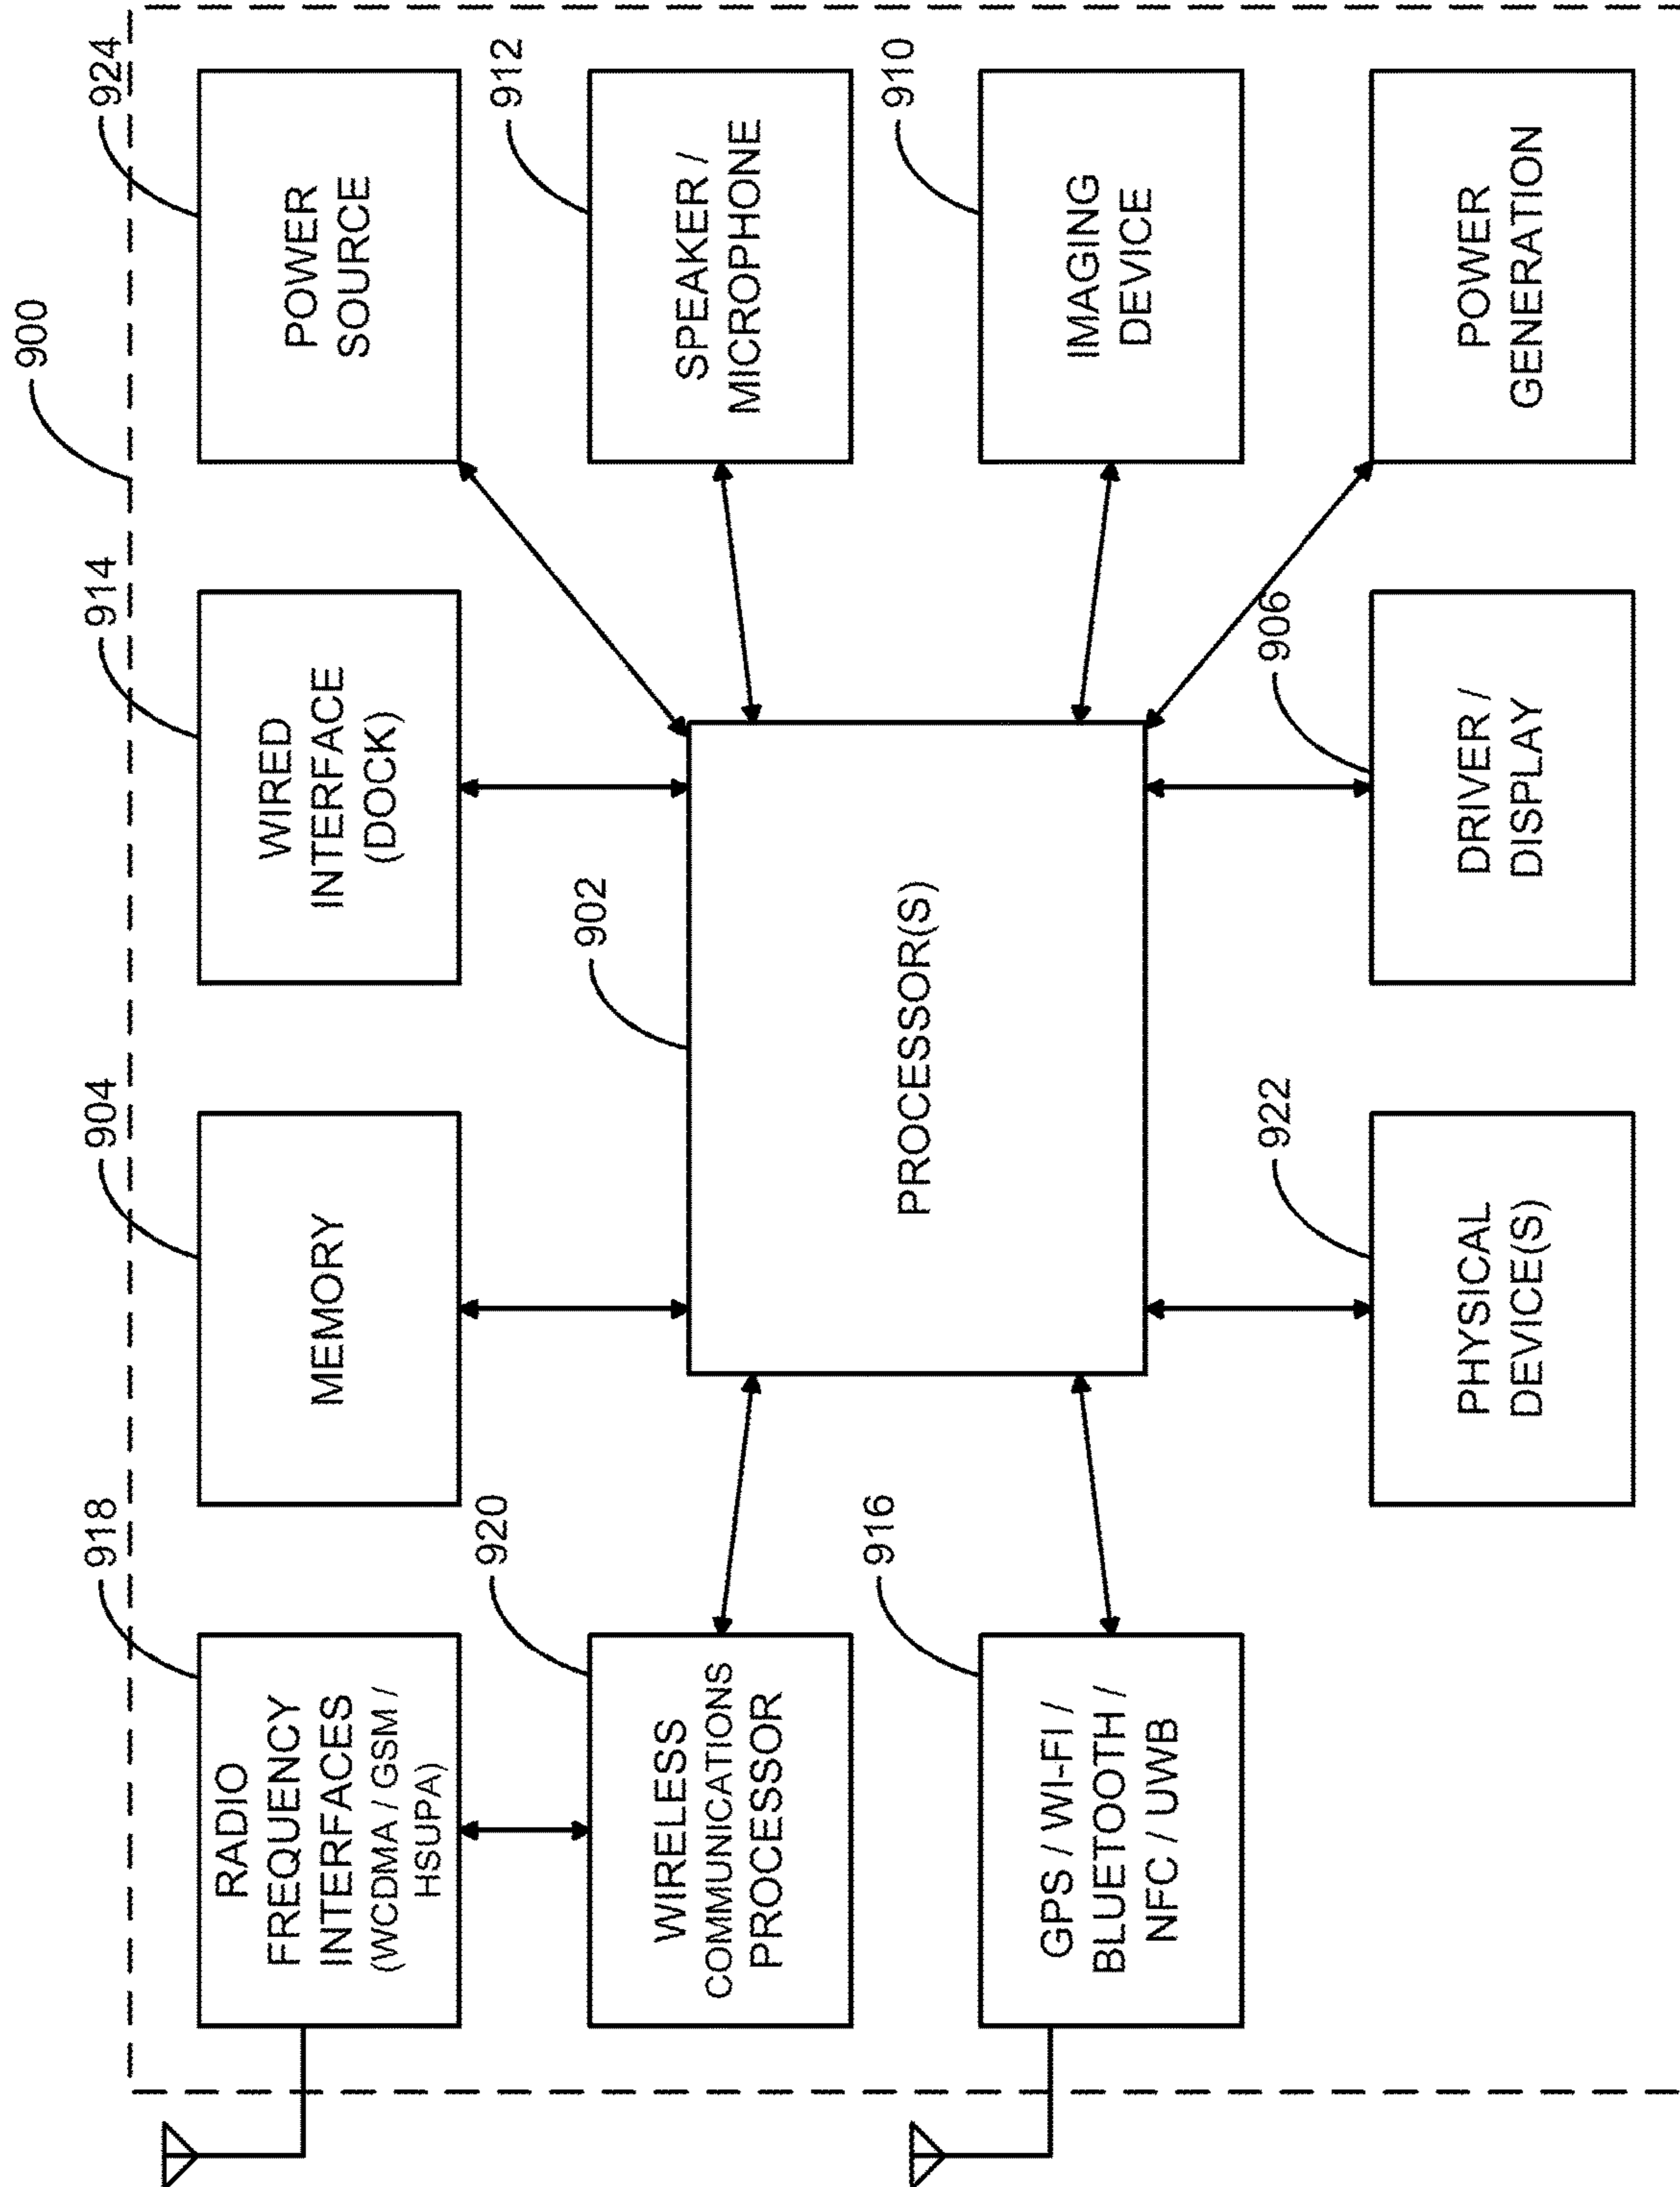 900
918
RADIO
FREQUENCY
INTERFACES
(WCDMA / GSM /
HSUPA)
904
MEMORY
914
WIRED
INTERFACE
(DOCK)
924
POWER
SOURCE
920
WIRELESS
COMMUNICATIONS
PROCESSOR
902
PROCESSOR(S)
912
SPEAKER /
MICROPHONE
916
GPS / WI-FI /
BLUETOOTH /
NFC / UWB
910
IMAGING
DEVICE
922
PHYSICAL
DEVICE(S)
906
DRIVER /
DISPLAY
POWER
GENERATION